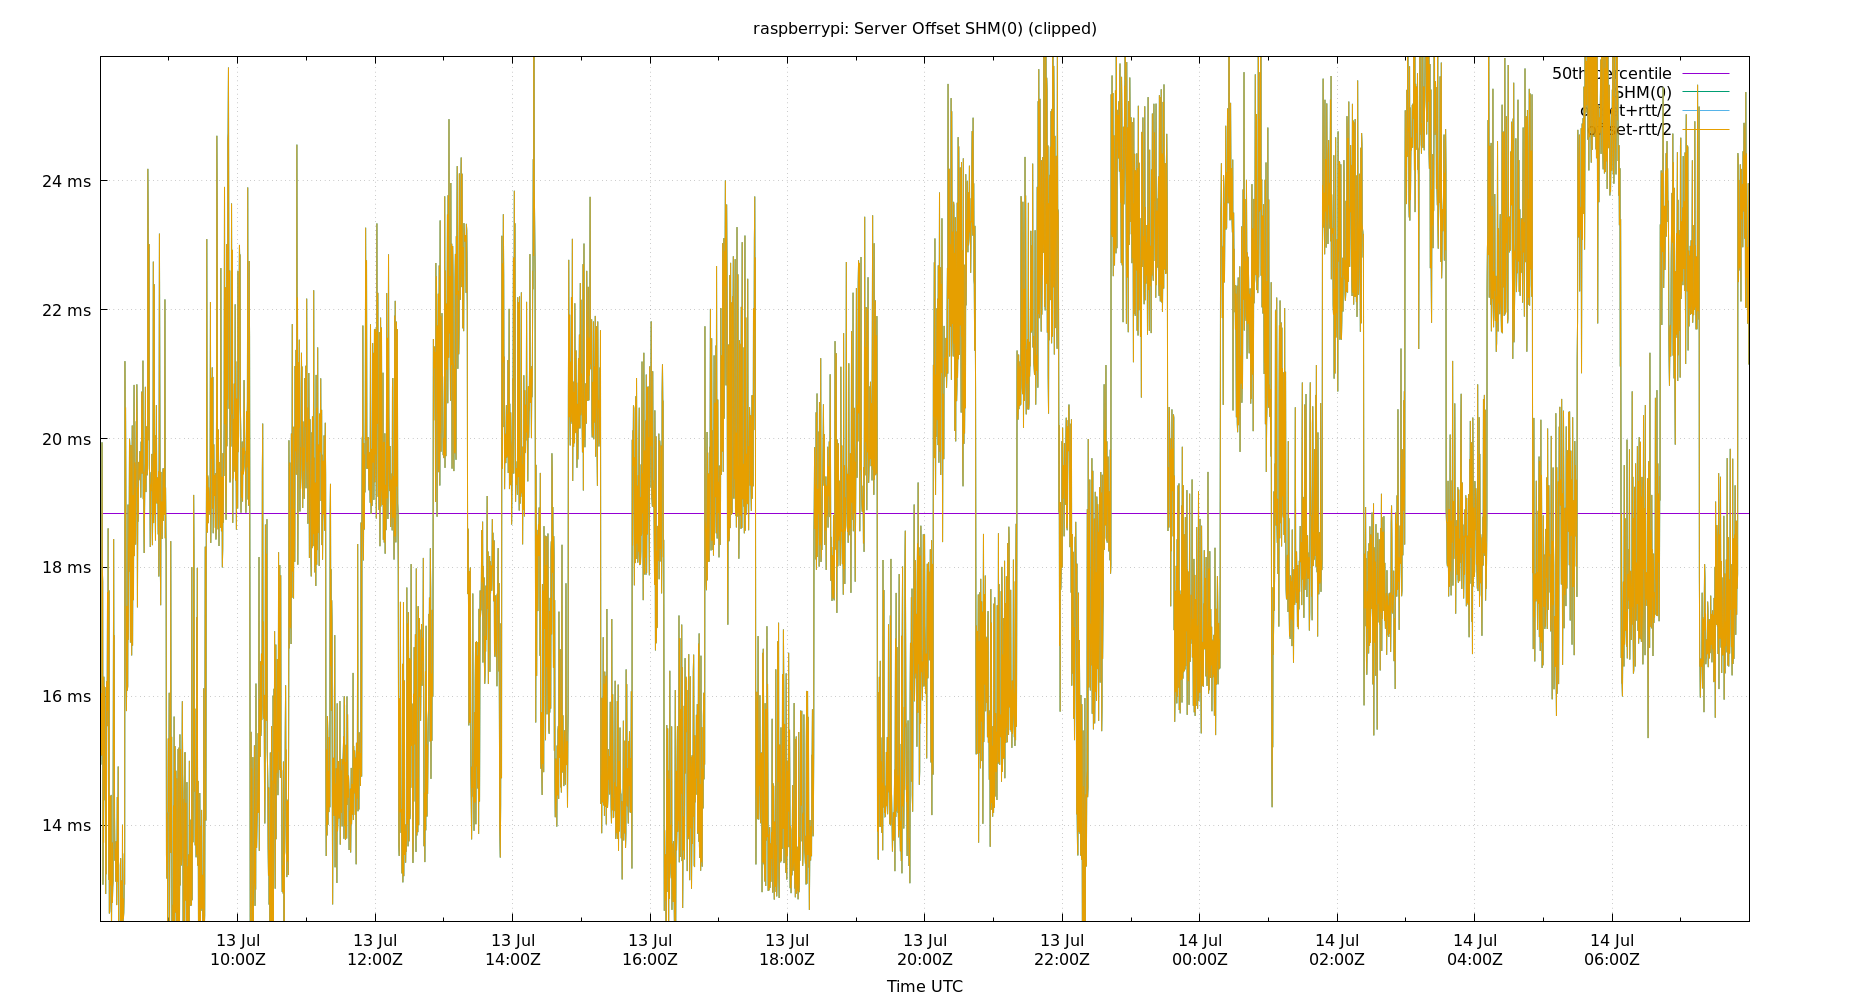 raspberrypi: Server Offset SHM(0) (clipped)
50th percentile
SHM(0)
offset+rtt/2
offset-rtt/2
24 ms
22 ms
20 ms
18 ms
16 ms
14 ms
13 Jul 13 Jul 13 Jul 13 Jul 13 Jul 13 Jul 13 Jul 14 Jul 14 Jul 14 Jul 14 Jul
10:00Z 12:00Z 14:00Z 16:00Z 18:00Z 20:00Z 22:00Z 00:00Z 02:00Z 04:00Z 06:00Z
Time UTC